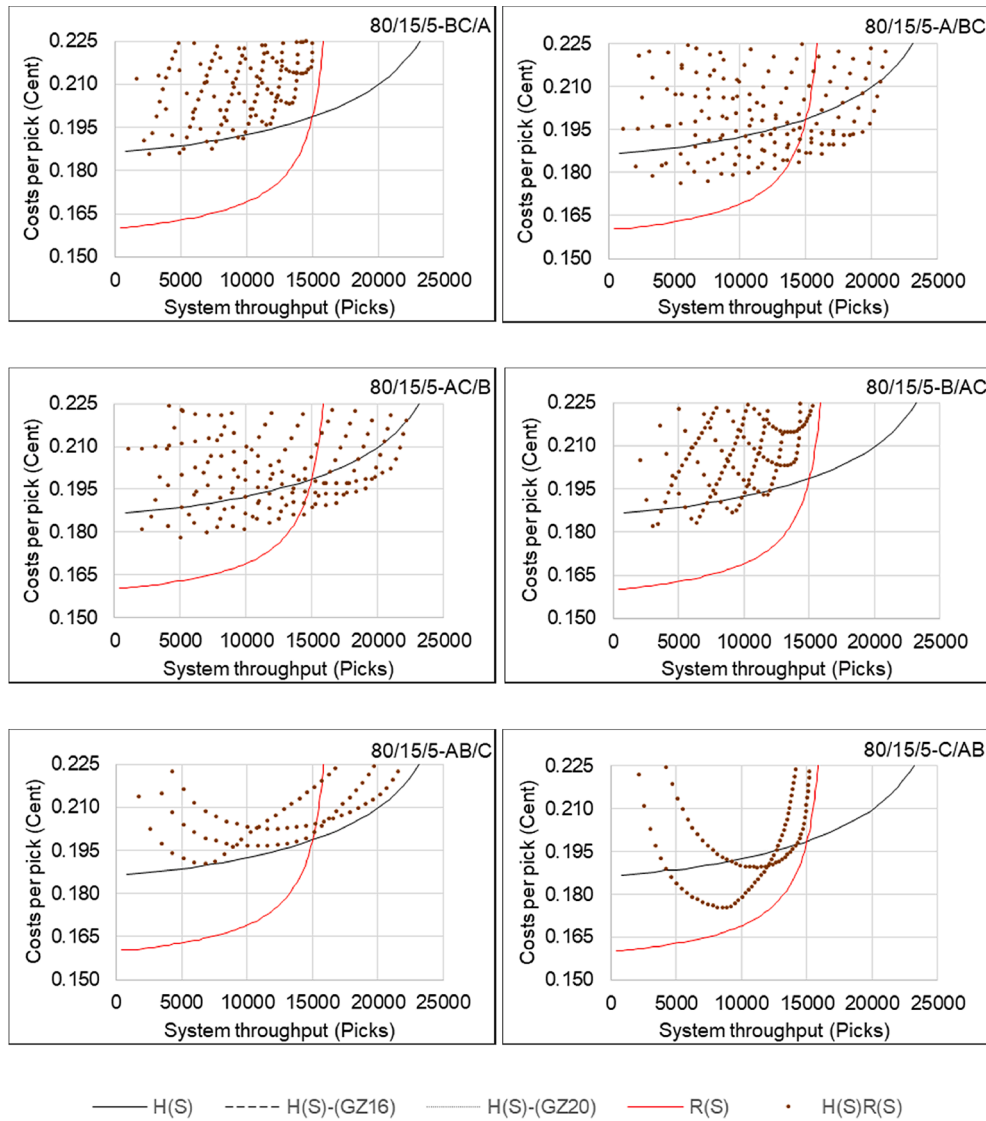 80/15/5-BC/A
Costs per pick (Cent)
0.225
0.210
0.195
0.180
0.165
0.150
0 5000 10000 15000 20000 25000
System throughput (Picks)
80/15/5-A/BC
Costs per pick (Cent)
0.225
0.210
0.195
0.180
0.165
0.150
0 5000 10000 15000 20000 25000
System throughput (Picks)
80/15/5-AC/B
Costs per pick (Cent)
0.225
0.210
0.195
0.180
0.165
0.150
0 5000 10000 15000 20000 25000
System throughput (Picks)
80/15/5-B/AC
Costs per pick (Cent)
0.225
0.210
0.195
0.180
0.165
0.150
0 5000 10000 15000 20000 25000
System throughput (Picks)
80/15/5-AB/C
Costs per pick (Cent)
0.225
0.210
0.195
0.180
0.165
0.150
0 5000 10000 15000 20000 25000
System throughput (Picks)
80/15/5-C/AB
Costs per pick (Cent)
0.225
0.210
0.195
0.180
0.165
0.150
0 5000 10000 15000 20000 25000
System throughput (Picks)
H(S) H(S)-(GZ16) H(S)-(GZ20) R(S) H(S)R(S)